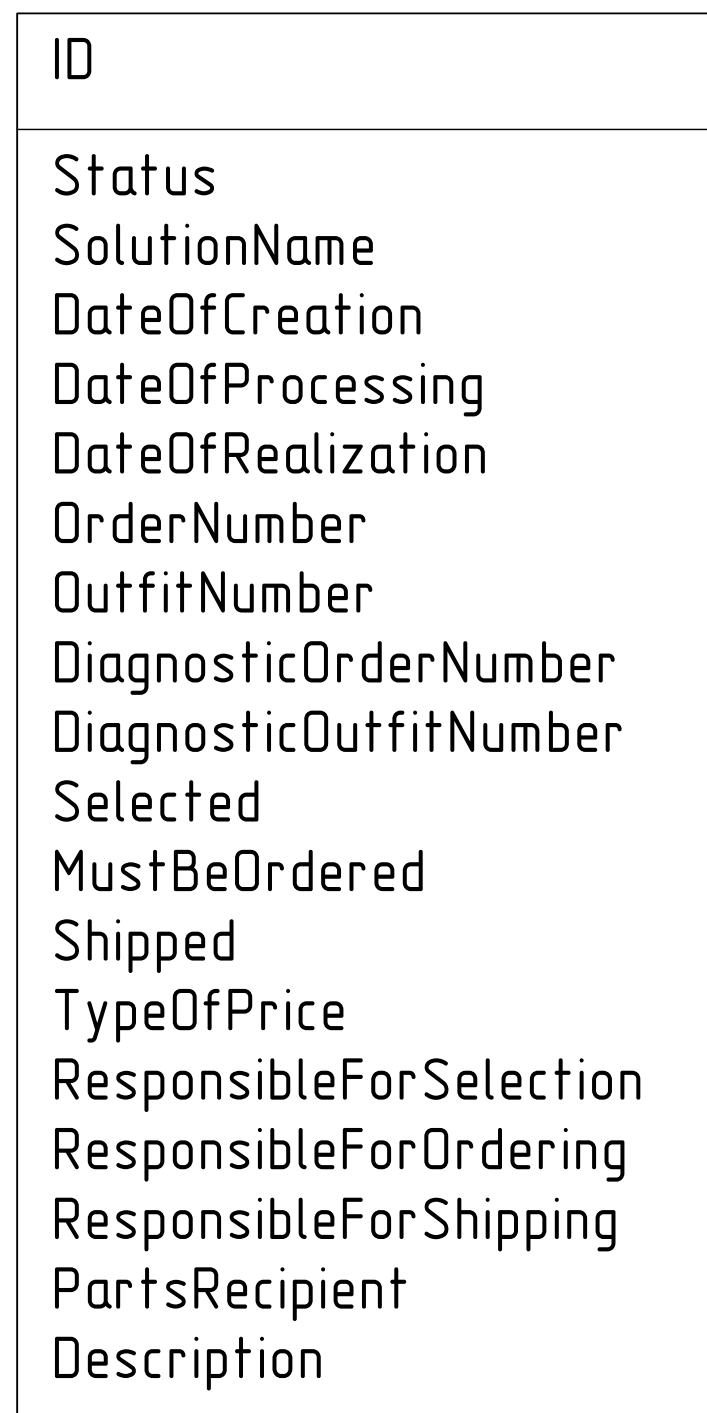 ID
Status
SolutionName
DateOfCreation
DateOfProcessing
DateOfRealization
OrderNumber
OutfitNumber
DiagnosticOrderNumber
DiagnosticOutfitNumber
Selected
MustBeOrdered
Shipped
TypeOfPrice
ResponsibleForSelection
ResponsibleForOrdering
ResponsibleForShipping
PartsRecipient
Description